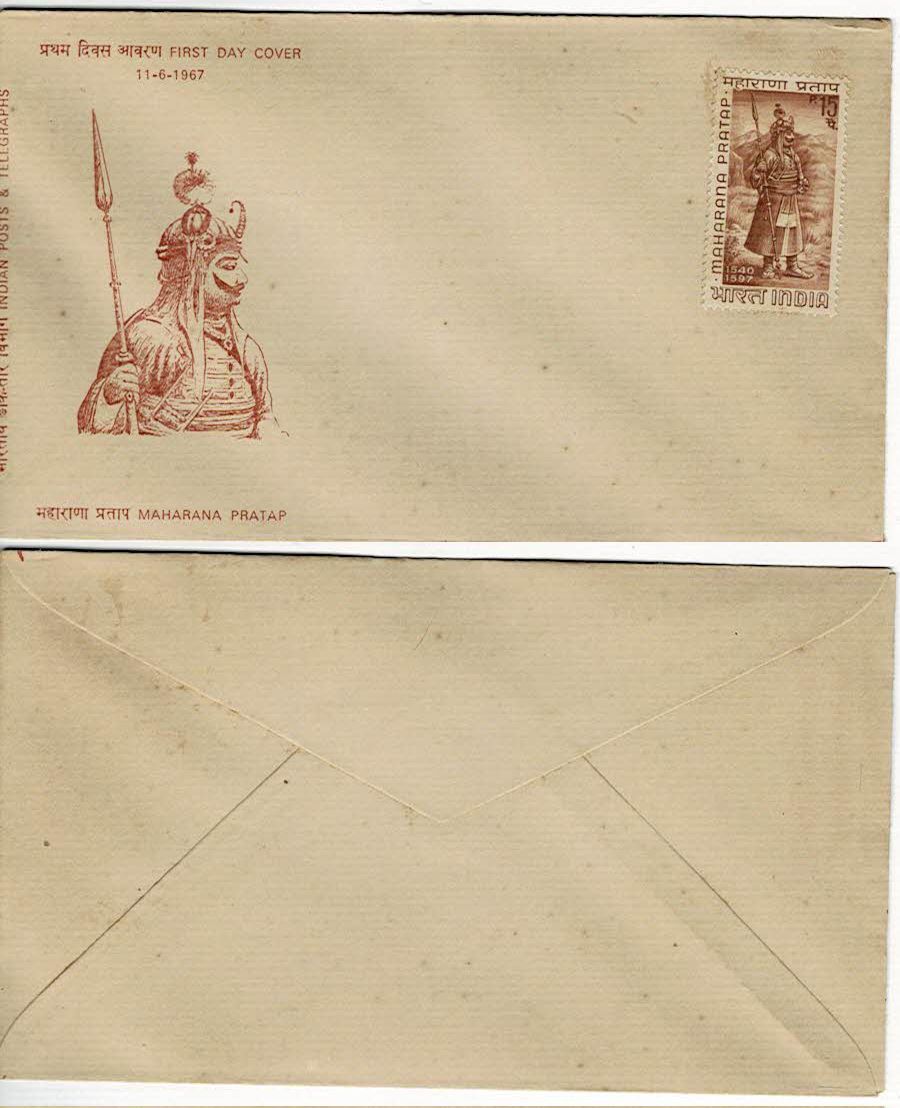 प्रथम दिवस आवरण FIRST DAY COVER
11-6-1967
भारतीय डाक-तार विभाग INDIAN POSTS & TELEGRAPHS
महाराणा प्रताप
MAHARANA PRATAP
P 15 पै.
1540
1597
भारत INDIA
महाराणा प्रताप MAHARANA PRATAP